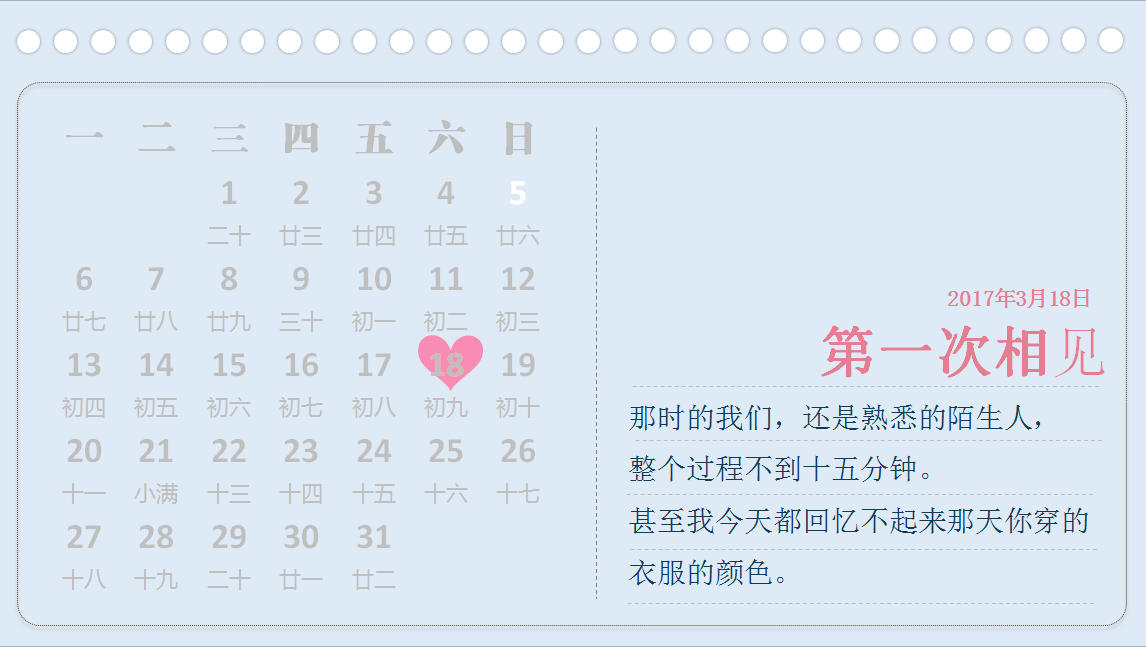 一 二 三 四 五 六 日
1 2 3 4 5
二十 廿三 廿四 廿五 廿六
6 7 8 9 10 11 12
廿七 廿八 廿九 三十 初一 初二 初三
13 14 15 16 17 18 19
初四 初五 初六 初七 初八 初九 初十
20 21 22 23 24 25 26
十一 小满 十三 十四 十五 十六 十七
27 28 29 30 31
十八 十九 二十 廿一 廿二
2017年3月18日
第一次相见
那时的我们，还是熟悉的陌生人，
整个过程不到十五分钟。
甚至我今天都回忆不起来那天你穿的
衣服的颜色。